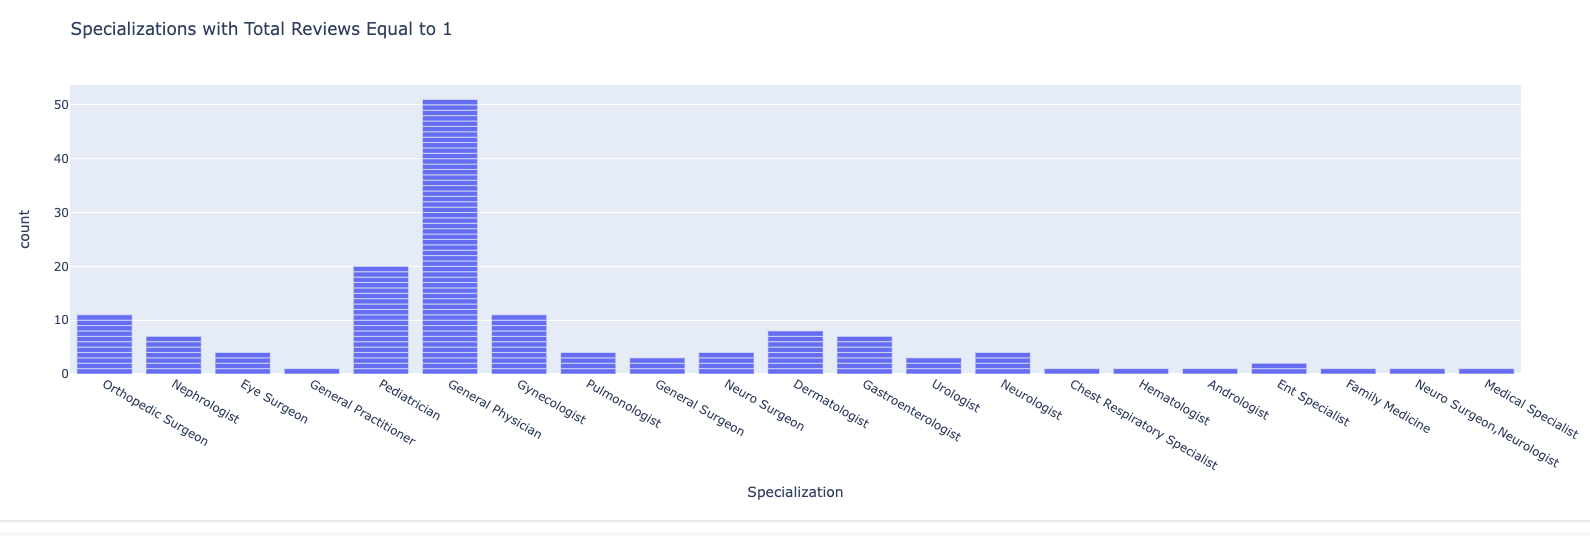 Specializations with Total Reviews Equal to 1
count
50
40
30
20
10
0
Orthopedic Surgeon
Nephrologist
Eye Surgeon
General Practitioner
Pediatrician
General Physician
Gynecologist
Pulmonologist
General Surgeon
Neuro Surgeon
Dermatologist
Gastroenterologist
Urologist
Neurologist
Chest Respiratory Specialist
Hematologist
Andrologist
Ent Specialist
Family Medicine
Neuro Surgeon,Neurologist
Medical Specialist
Specialization